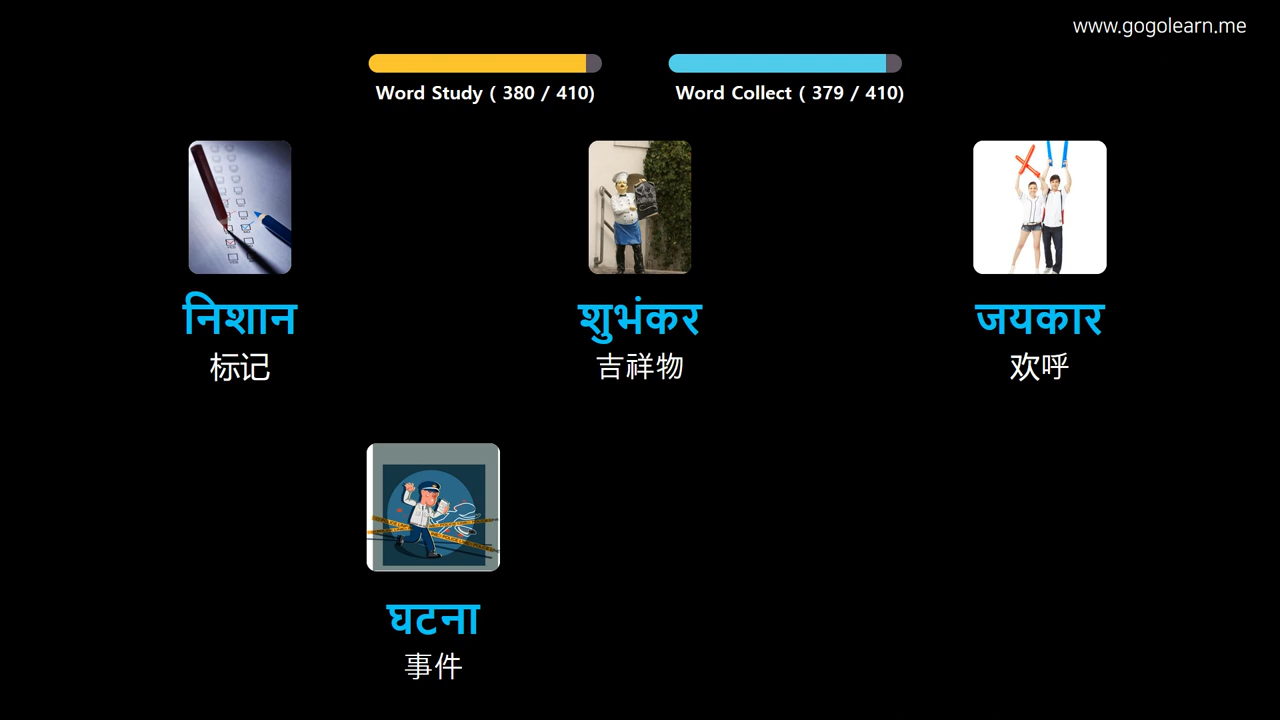 www.gogolearn.me
Word Study ( 380 / 410)
Word Collect ( 379 / 410)
निशान
标记
शुभंकर
吉祥物
जयकार
欢呼
घटना
事件